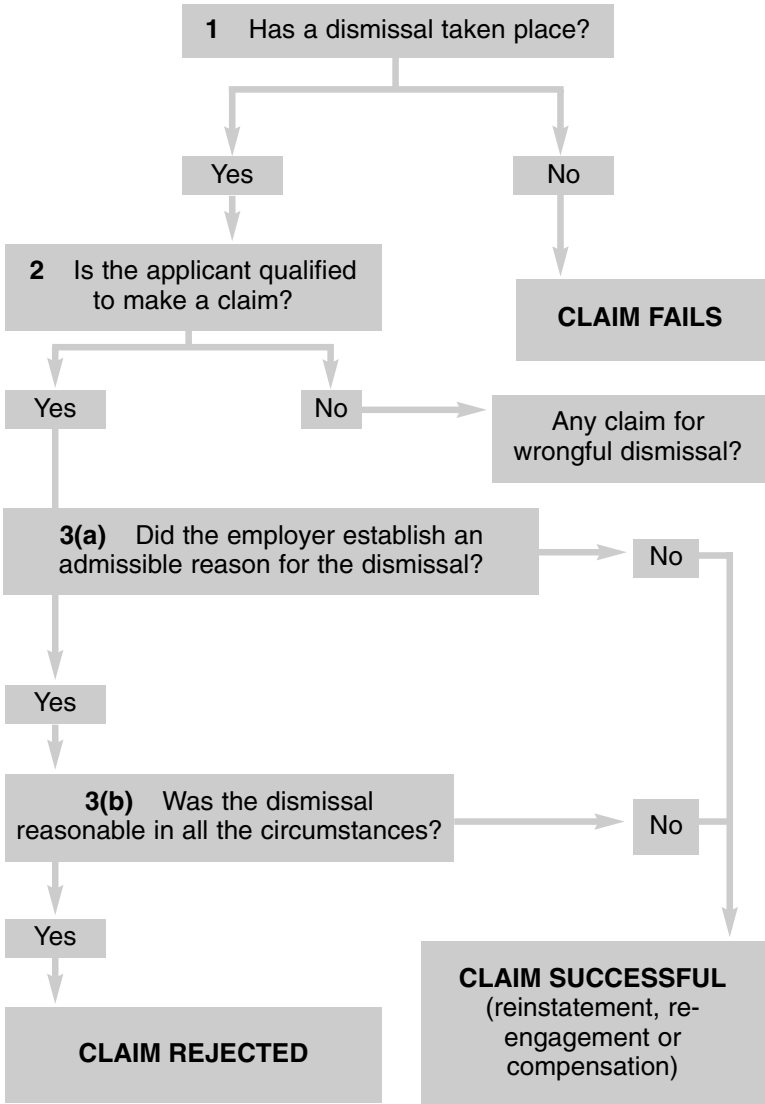 1 Has a dismissal taken place?
Yes
No
2 Is the applicant qualified
to make a claim?
CLAIM FAILS
Yes
No
Any claim for
wrongful dismissal?
3(a) Did the employer establish an
admissible reason for the dismissal?
No
Yes
3(b) Was the dismissal
reasonable in all the circumstances?
No
Yes
CLAIM SUCCESSFUL
(reinstatement, re-
engagement or
compensation)
CLAIM REJECTED